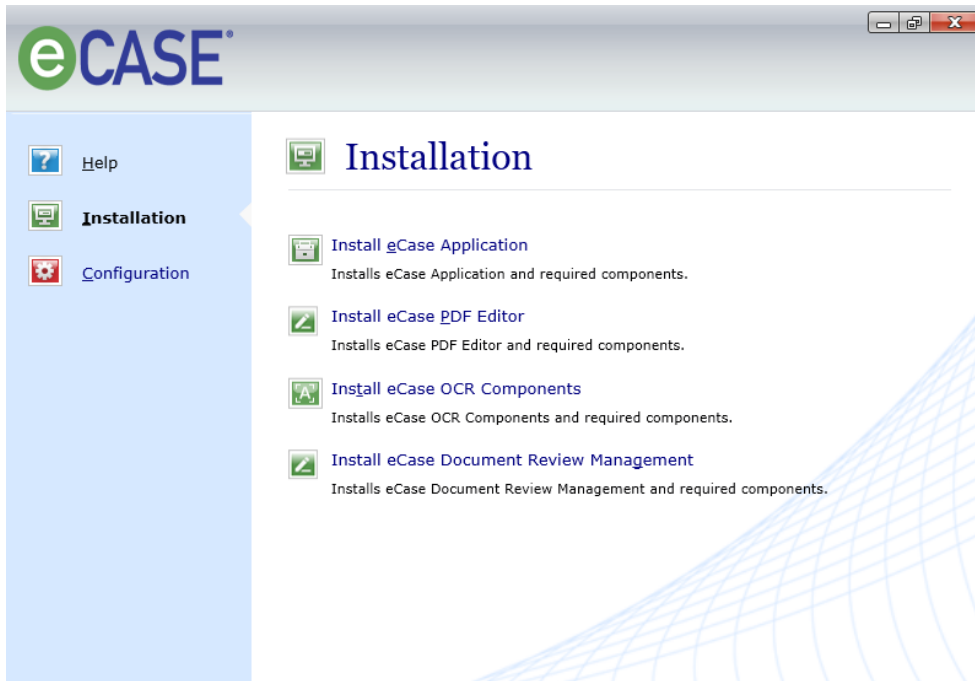 eCASE®
Help
Installation
Configuration
Installation
Install eCase Application
Installs eCase Application and required components.
Install eCase PDF Editor
Installs eCase PDF Editor and required components.
Install eCase OCR Components
Installs eCase OCR Components and required components.
Install eCase Document Review Management
Installs eCase Document Review Management and required components.